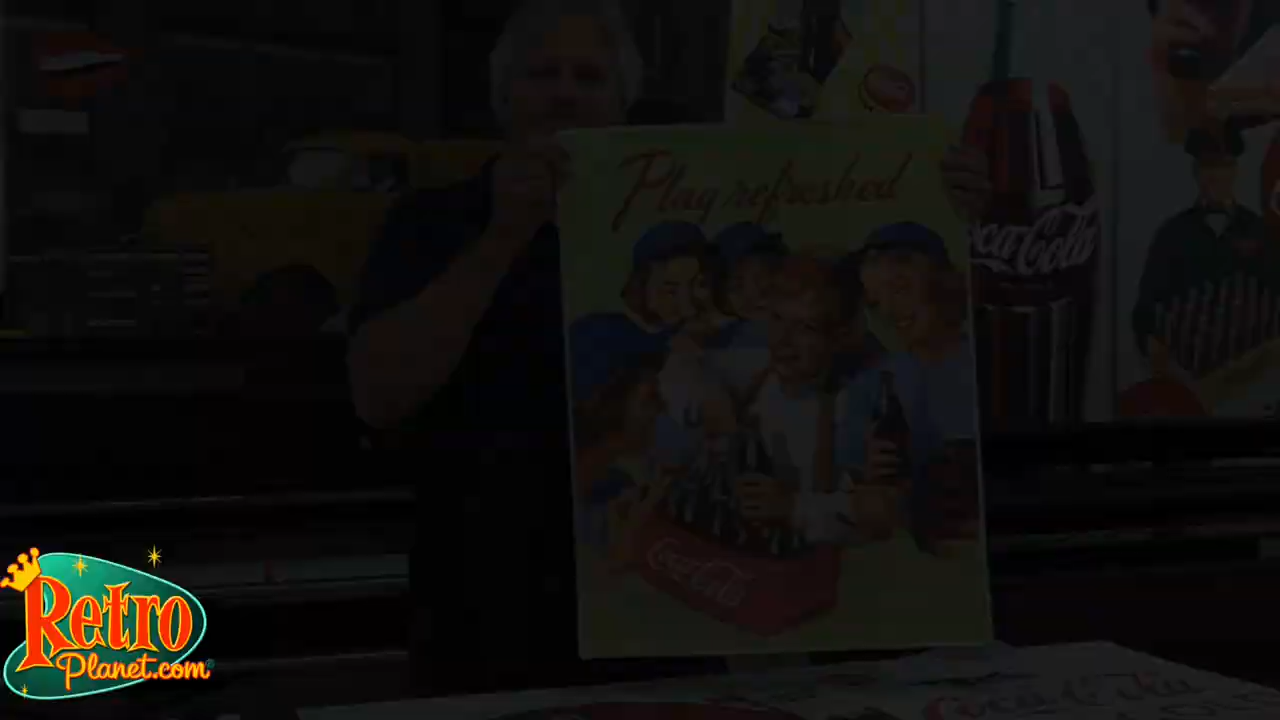 Play refreshed
Coca-Cola
Coca-Cola
Retro
Planet.com